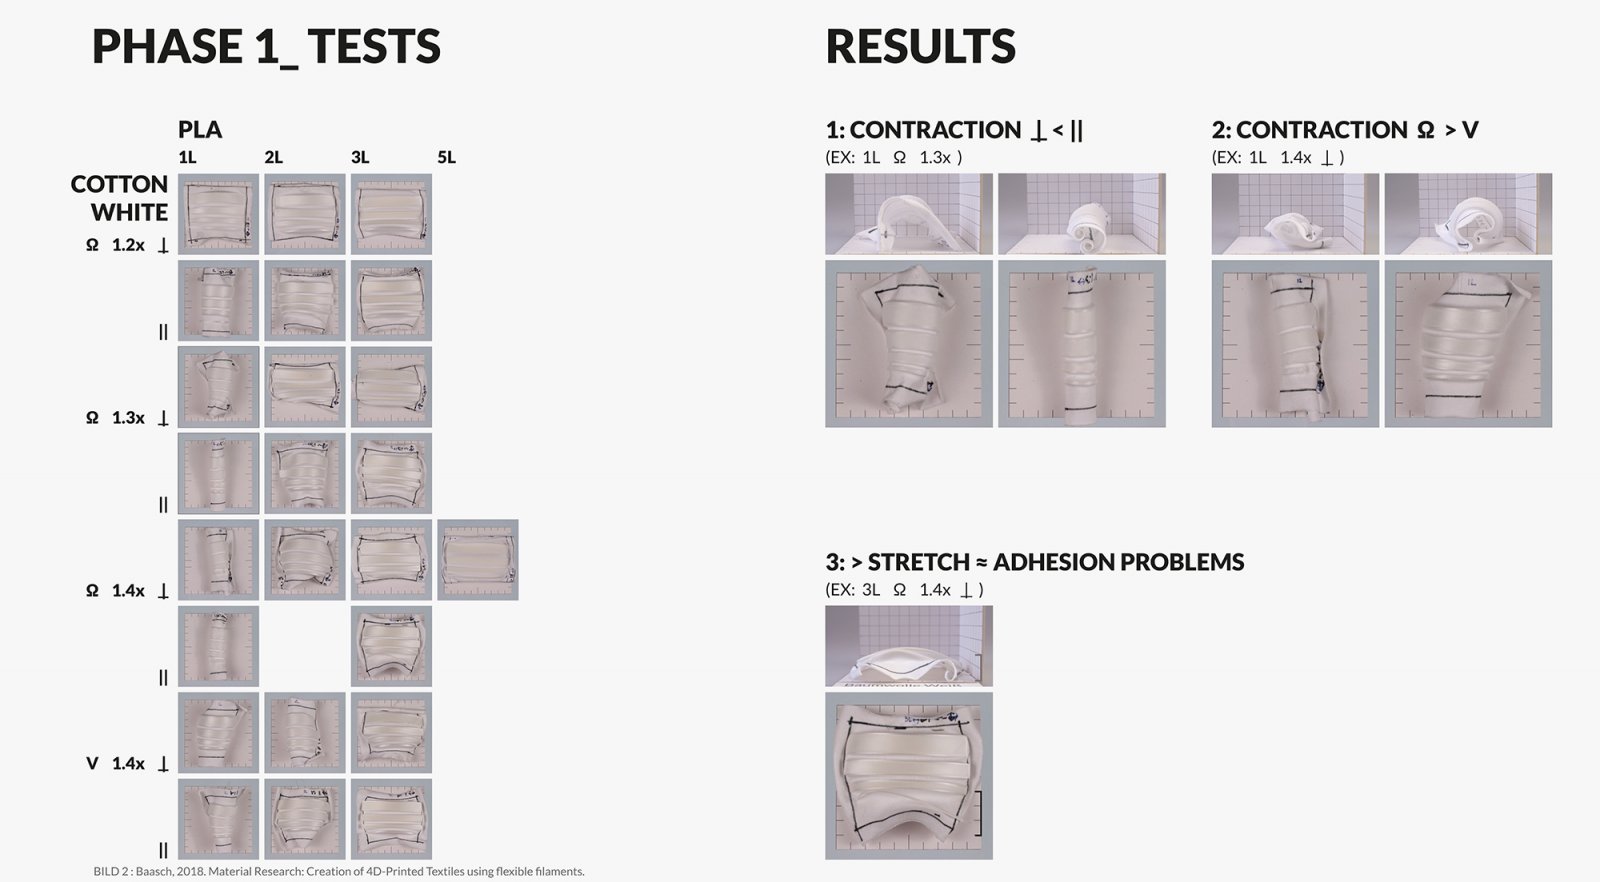 PHASE 1_ TESTS
PLA
1L 2L 3L 5L
COTTON
WHITE
Ω 1.2x ⊥
||
Ω 1.3x ⊥
||
Ω 1.4x ⊥
||
V 1.4x ⊥
||
BILD 2 : Baasch, 2018. Material Research: Creation of 4D-Printed Textiles using flexible filaments.
RESULTS
1: CONTRACTION ⊥ < ||
(EX: 1L Ω 1.3x )
2: CONTRACTION Ω > V
(EX: 1L 1.4x ⊥ )
3: > STRETCH ≈ ADHESION PROBLEMS
(EX: 3L Ω 1.4x ⊥ )
Baumwolle Weiß